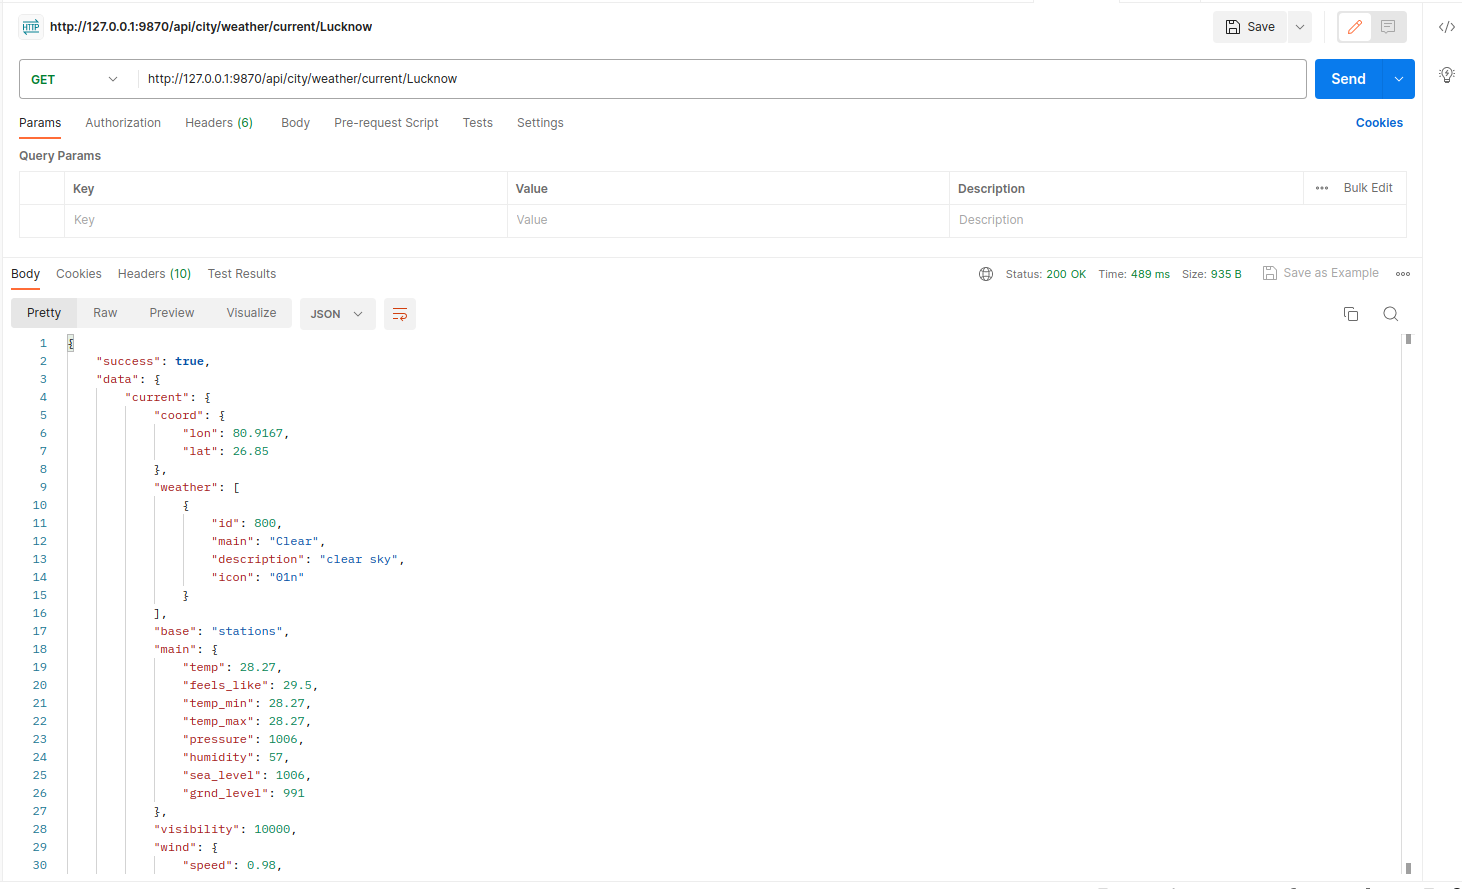 HTTP http://127.0.0.1:9870/api/city/weather/current/Lucknow Save
GET http://127.0.0.1:9870/api/city/weather/current/Lucknow Send
Params Authorization Headers (6) Body Pre-request Script Tests Settings Cookies
Query Params
Key Value Description Bulk Edit
Key Value Description
Body Cookies Headers (10) Test Results Status: 200 OK Time: 489 ms Size: 935 B Save as Example
Pretty Raw Preview Visualize JSON
1 {
2 "success": true,
3 "data": {
4 "current": {
5 "coord": {
6 "lon": 80.9167,
7 "lat": 26.85
8 },
9 "weather": [
10 {
11 "id": 800,
12 "main": "Clear",
13 "description": "clear sky",
14 "icon": "01n"
15 }
16 ],
17 "base": "stations",
18 "main": {
19 "temp": 28.27,
20 "feels_like": 29.5,
21 "temp_min": 28.27,
22 "temp_max": 28.27,
23 "pressure": 1006,
24 "humidity": 57,
25 "sea_level": 1006,
26 "grnd_level": 991
27 },
28 "visibility": 10000,
29 "wind": {
30 "speed": 0.98,